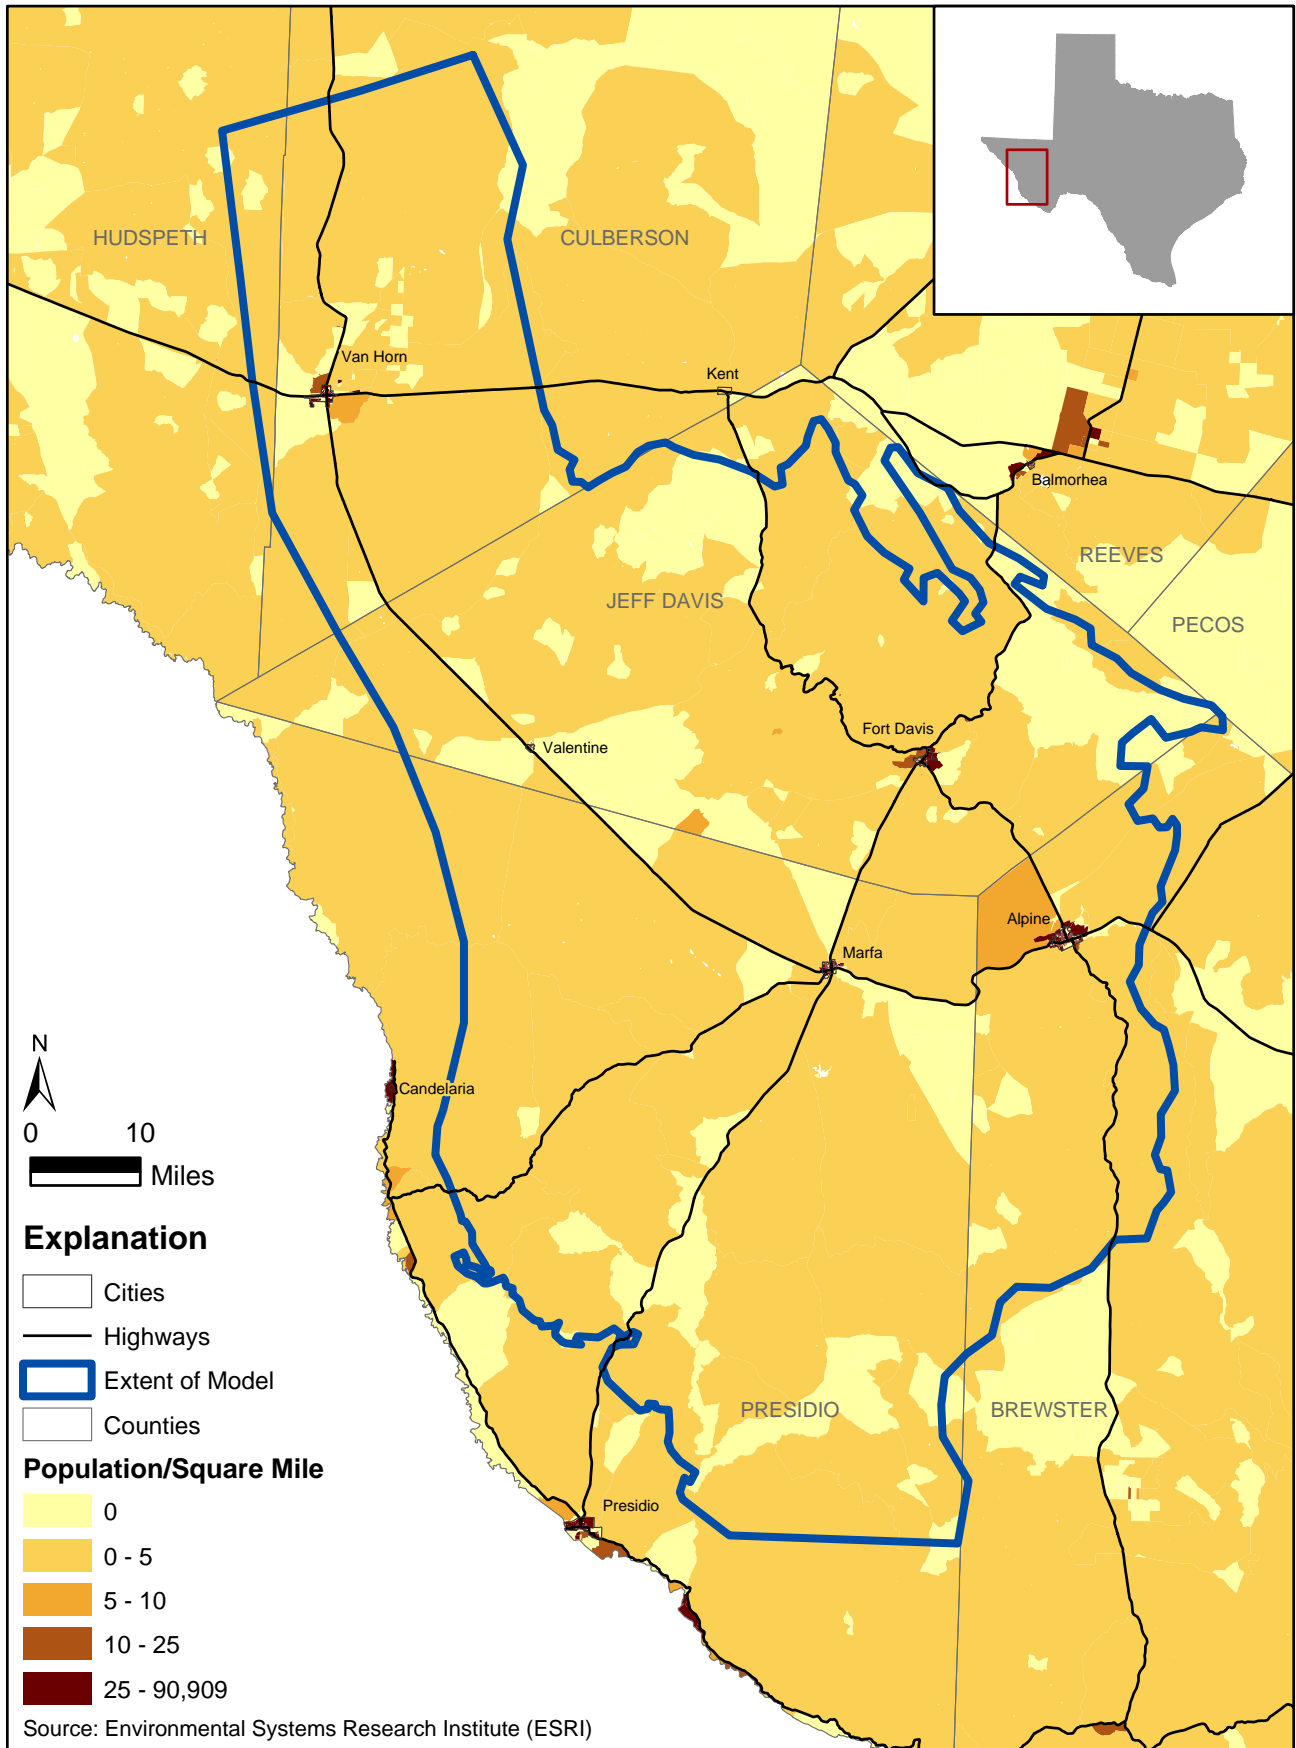 HUDSPETH
CULBERSON
Van Horn
Kent
Balmorhea
REEVES
JEFF DAVIS
PECOS
Fort Davis
Valentine
Alpine
Marfa
N
Candelaria
0 10
Miles
Explanation
Cities
Highways
Extent of Model
Counties
PRESIDIO
BREWSTER
Population/Square Mile
0
Presidio
0 - 5
5 - 10
10 - 25
25 - 90,909
Source: Environmental Systems Research Institute (ESRI)